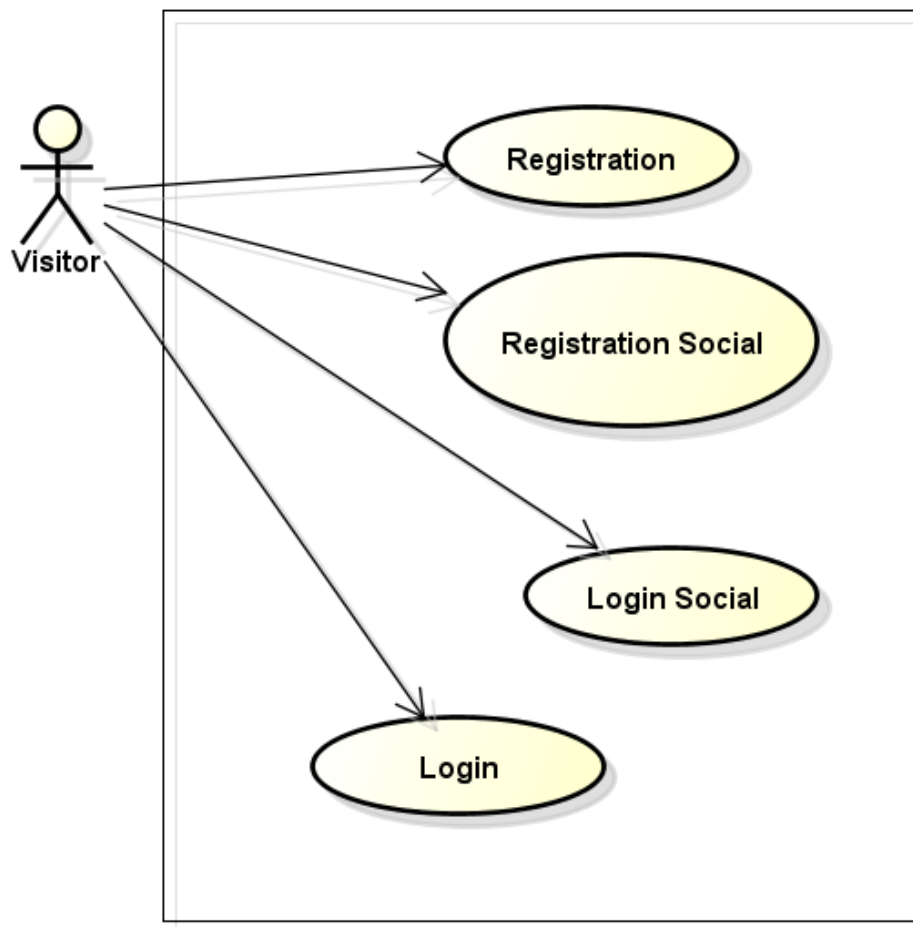 Registration
Visitor
Registration Social
Login Social
Login